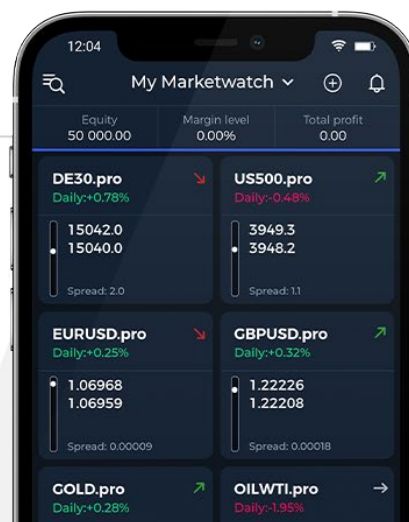 12:04
My Marketwatch
Equity Margin level Total profit
50 000.00 0.00% 0.00
DE30.pro US500.pro
Daily:+0.78% Daily:-0.48%
15042.0 3949.3
15040.0 3948.2
Spread: 2.0 Spread: 1.1
EURUSD.pro GBPUSD.pro
Daily:+0.25% Daily:+0.32%
1.06968 1.22226
1.06959 1.22208
Spread: 0.00009 Spread: 0.00018
GOLD.pro OILWTI.pro
Daily:+0.28% Daily:-1.95%